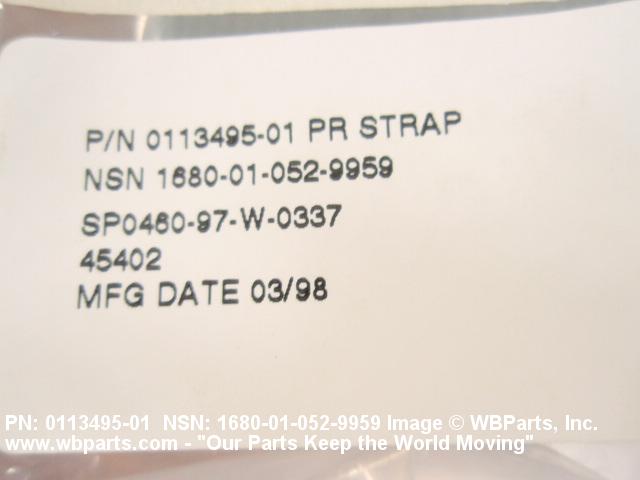 P/N 0113495-01 PR STRAP
NSN 1680-01-052-9959
SP0460-97-W-0337
45402
MFG DATE 03/98
PN: 0113495-01 NSN: 1680-01-052-9959 Image © WBParts, Inc.
www.wbparts.com - "Our Parts Keep the World Moving"